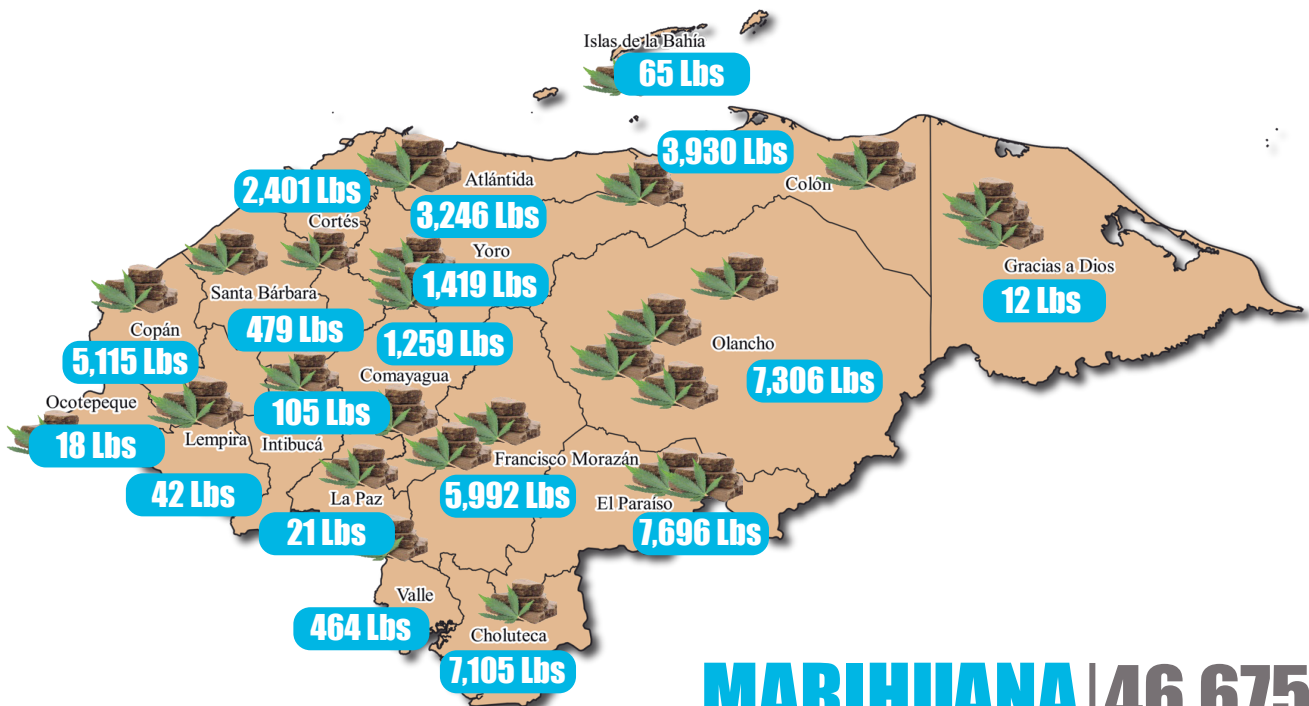 Islas de la Bahía
65 Lbs
3,930 Lbs
Colón
Atlántida
3,246 Lbs
2,401 Lbs
Cortés
Yoro
1,419 Lbs
Gracias a Dios
12 Lbs
Santa Bárbara
479 Lbs
Copán
5,115 Lbs
1,259 Lbs
Comayagua
Olancho
7,306 Lbs
Ocotepeque
18 Lbs
Lempira
42 Lbs
105 Lbs
Intibucá
Francisco Morazán
5,992 Lbs
La Paz
21 Lbs
El Paraíso
7,696 Lbs
Valle
464 Lbs
Choluteca
7,105 Lbs
MARIHUANA | 46,675